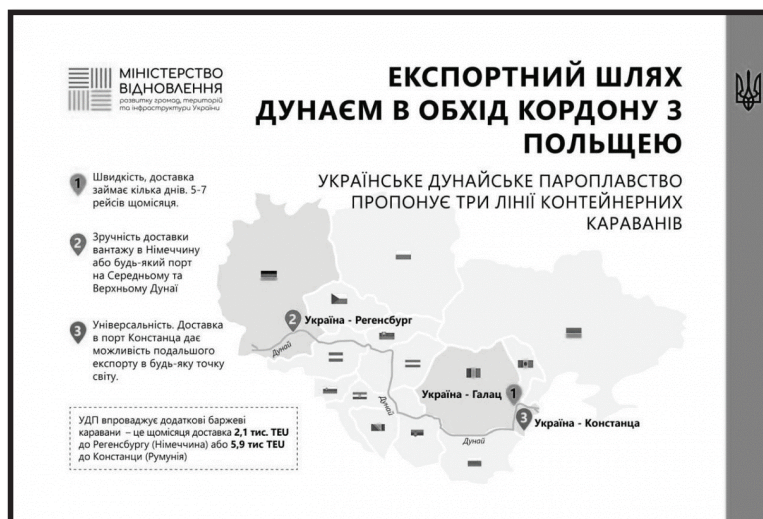 МІНІСТЕРСТВО
ВІДНОВЛЕННЯ
розвитку громад, територій
та інфраструктури України
ЕКСПОРТНИЙ ШЛЯХ
ДУНАЄМ В ОБХІД КОРДОНУ З
ПОЛЬЩЕЮ
УКРАЇНСЬКЕ ДУНАЙСЬКЕ ПАРОПЛАВСТВО
ПРОПОНУЄ ТРИ ЛІНІЇ КОНТЕЙНЕРНИХ
КАРАВАНІВ
1
Швидкість, доставка
займає кілька днів. 5-7
рейсів щомісяця.
2
Зручність доставки
вантажу в Німеччину
або будь-який порт
на Середньому та
Верхньому Дунаї
3
Універсальність. Доставка
в порт Констанца дає
можливість подальшого
експорту в будь-яку точку
світу.
2
Україна - Регенсбург
Дунай
Дунай
Україна - Галац
1
3
Україна - Констанца
Дунай
УДП впроваджує додаткові баржеві
каравани – це щомісяця доставка 2,1 тис. TEU
до Регенсбургу (Німеччина) або 5,9 тис TEU
до Констанци (Румунія)